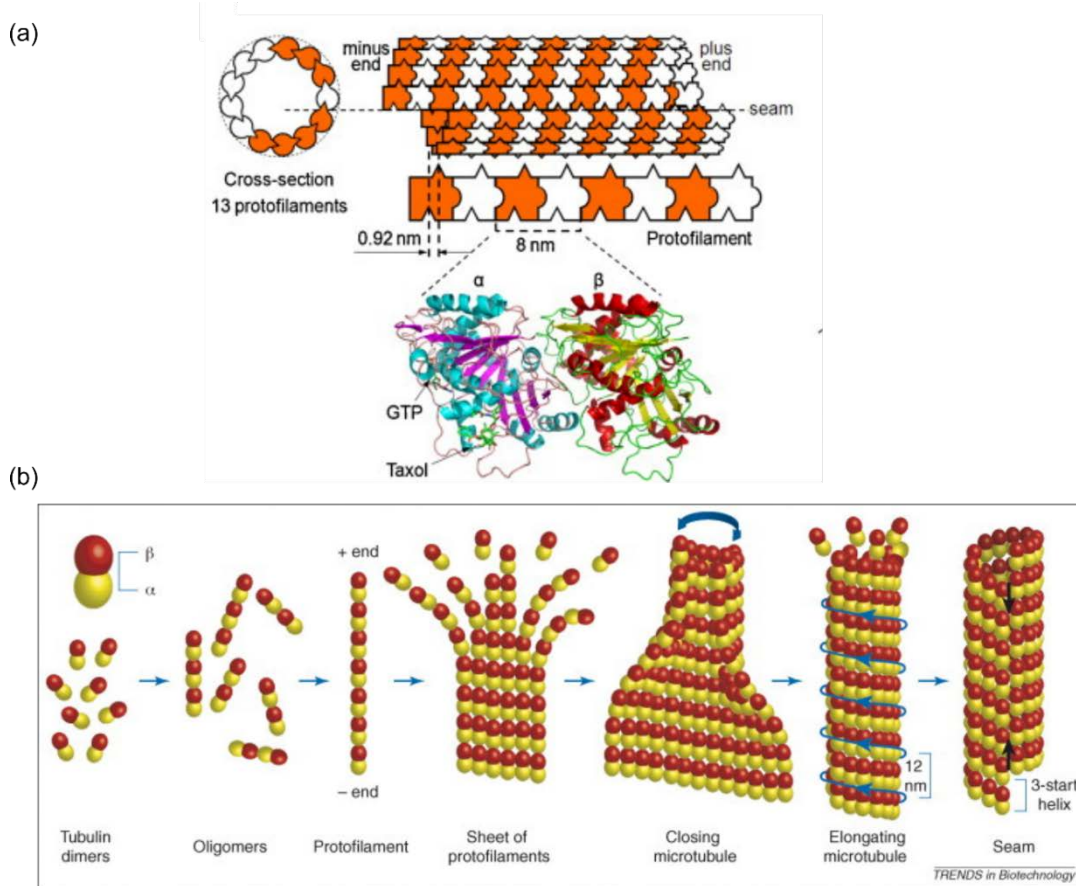 (a)
minus
end
plus
end
seam
Cross-section
13 protofilaments
0.92 nm
8 nm
Protofilament
α
β
GTP
Taxol
(b)
β
α
+ end
– end
12
nm
3-start
helix
Tubulin
dimers
Oligomers
Protofilament
Sheet of
protofilaments
Closing
microtubule
Elongating
microtubule
Seam
TRENDS in Biotechnology